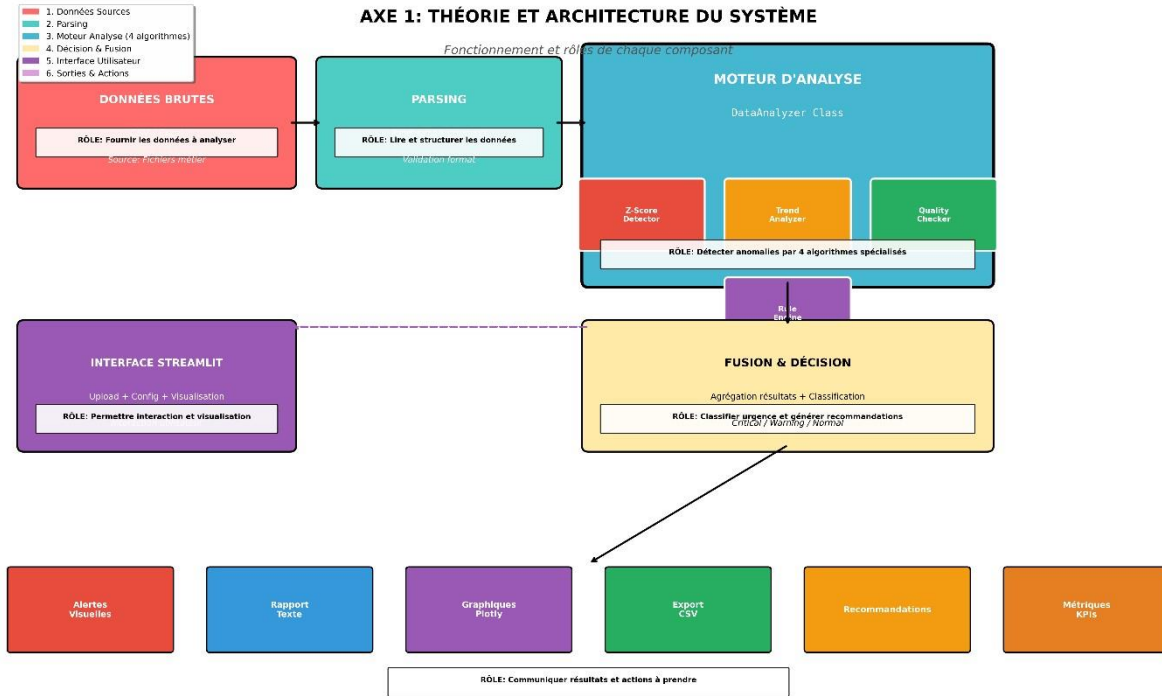 AXE 1: THÉORIE ET ARCHITECTURE DU SYSTÈME
Fonctionnement et rôles de chaque composant
1. Données Sources
2. Parsing
3. Moteur Analyse (4 algorithmes)
4. Décision & Fusion
5. Interface Utilisateur
6. Sorties & Actions
DONNÉES BRUTES
RÔLE: Fournir les données à analyser
Source: Fichiers métier
PARSING
RÔLE: Lire et structurer les données
Validation format
MOTEUR D'ANALYSE
DataAnalyzer Class
Z-Score
Detector
Trend
Analyzer
Quality
Checker
RÔLE: Détecter anomalies par 4 algorithmes spécialisés
Rule
Engine
INTERFACE STREAMLIT
Upload + Config + Visualisation
RÔLE: Permettre interaction et visualisation
FUSION & DÉCISION
Agrégation résultats + Classification
RÔLE: Classifier urgence et générer recommandations
Critical / Warning / Normal
Alertes
Visuelles
Rapport
Texte
Graphiques
Plotly
Export
CSV
Recommandations
Métriques
KPIs
RÔLE: Communiquer résultats et actions à prendre